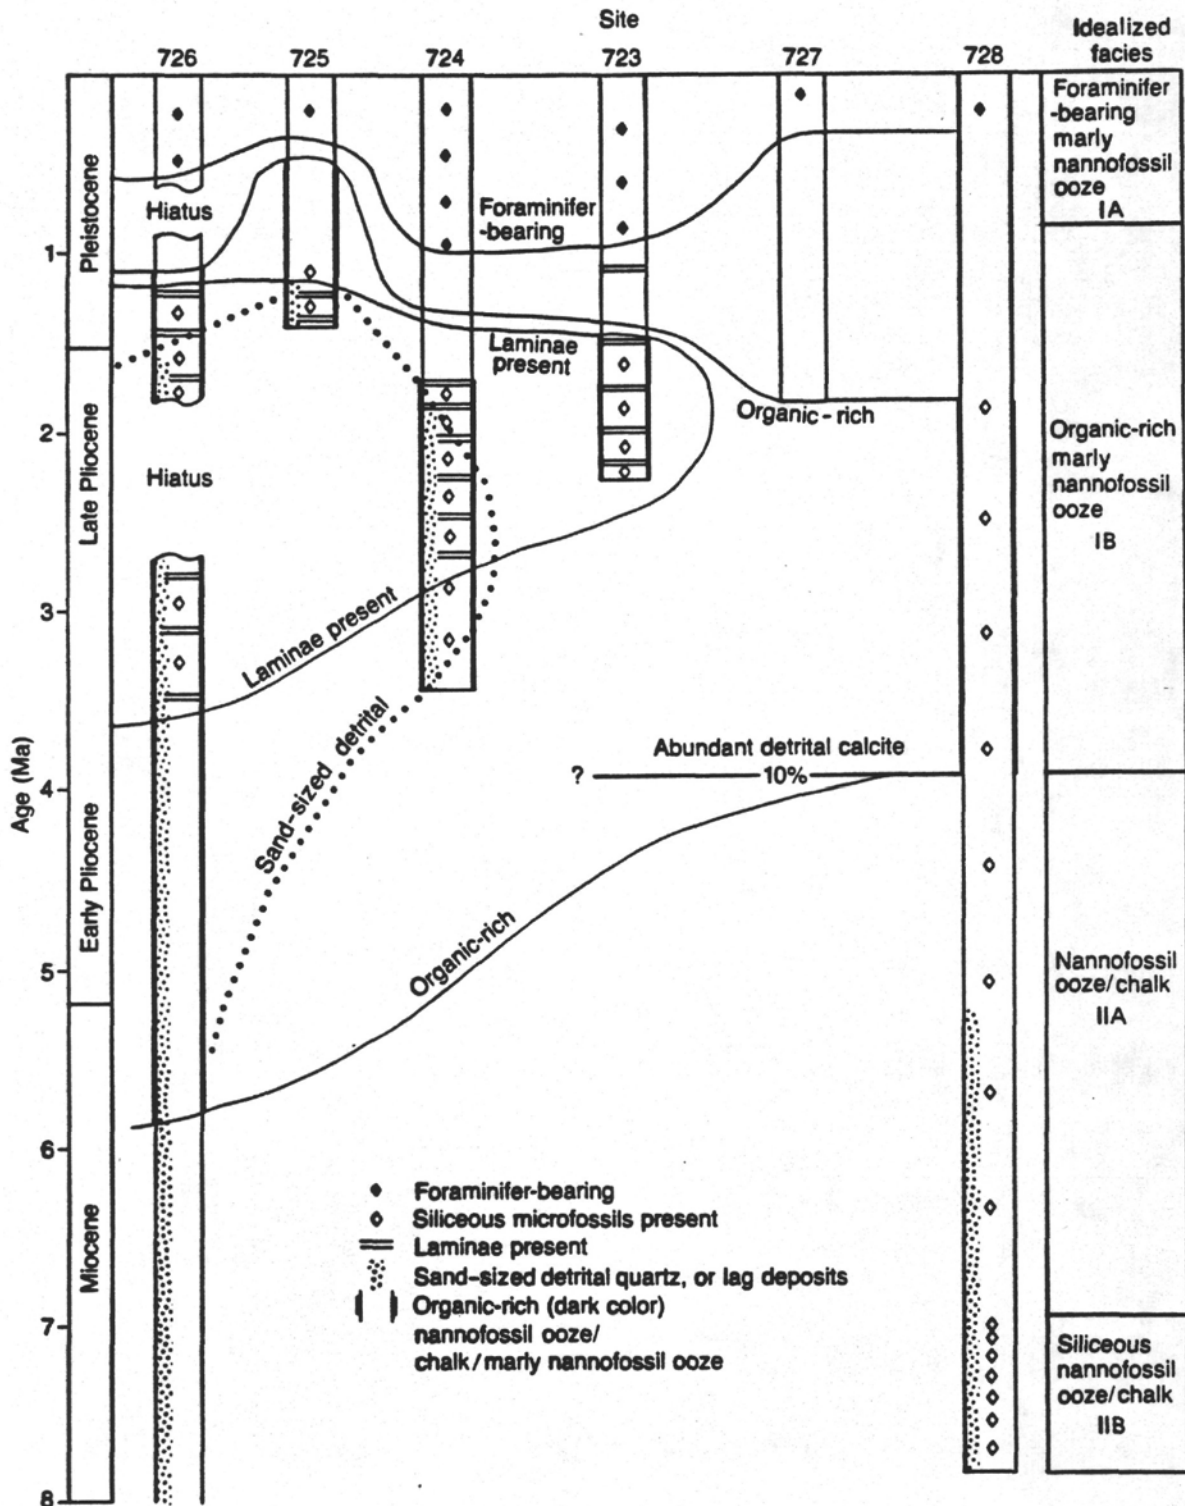 Site
726 725 724 723 727 728
Idealized
facies
Foraminifer
-bearing
marly
nannofossil
ooze
IA
Organic-rich
marly
nannofossil
ooze
IB
Nannofossil
ooze/chalk
IIA
Siliceous
nannofossil
ooze/chalk
IIB
Age (Ma)
1
2
3
4
5
6
7
8
Pleistocene
Late Pliocene
Early Pliocene
Miocene
Hiatus
Hiatus
Foraminifer
-bearing
Laminae
present
Organic-rich
Laminae present
Sand-sized detrital
Abundant detrital calcite
? 10%
Organic-rich
Foraminifer-bearing
Siliceous microfossils present
Laminae present
Sand-sized detrital quartz, or lag deposits
Organic-rich (dark color)
nannofossil ooze/
chalk/marly nannofossil ooze